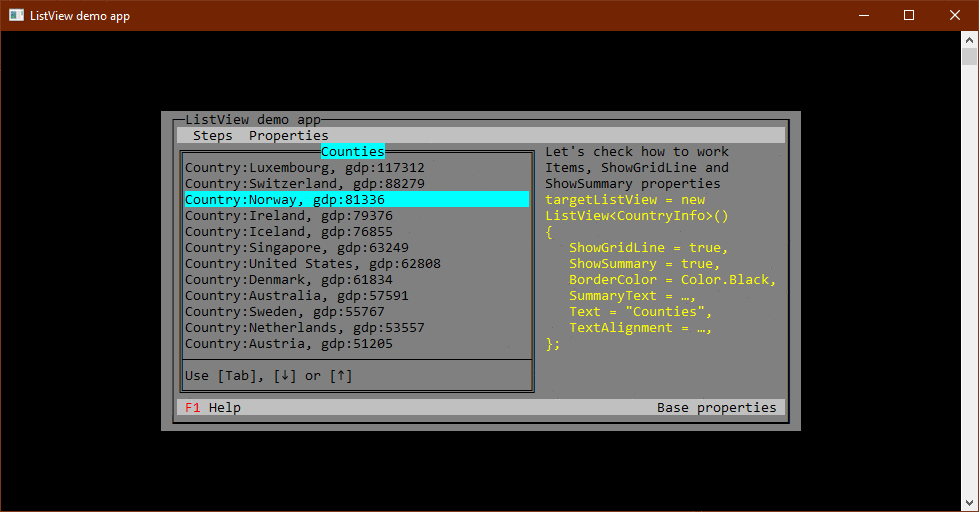 ListView demo app
ListView demo app
Steps Properties
Counties
Country:Luxembourg, gdp:117312
Country:Switzerland, gdp:88279
Country:Norway, gdp:81336
Country:Ireland, gdp:79376
Country:Iceland, gdp:76855
Country:Singapore, gdp:63249
Country:United States, gdp:62808
Country:Denmark, gdp:61834
Country:Australia, gdp:57591
Country:Sweden, gdp:55767
Country:Netherlands, gdp:53557
Country:Austria, gdp:51205
Use [Tab], [↓] or [↑]
Let's check how to work
Items, ShowGridLine and
ShowSummary properties
targetListView = new
ListView<CountryInfo>()
{
ShowGridLine = true,
ShowSummary = true,
BorderColor = Color.Black,
SummaryText = …,
Text = "Counties",
TextAlignment = …,
};
F1 Help
Base properties